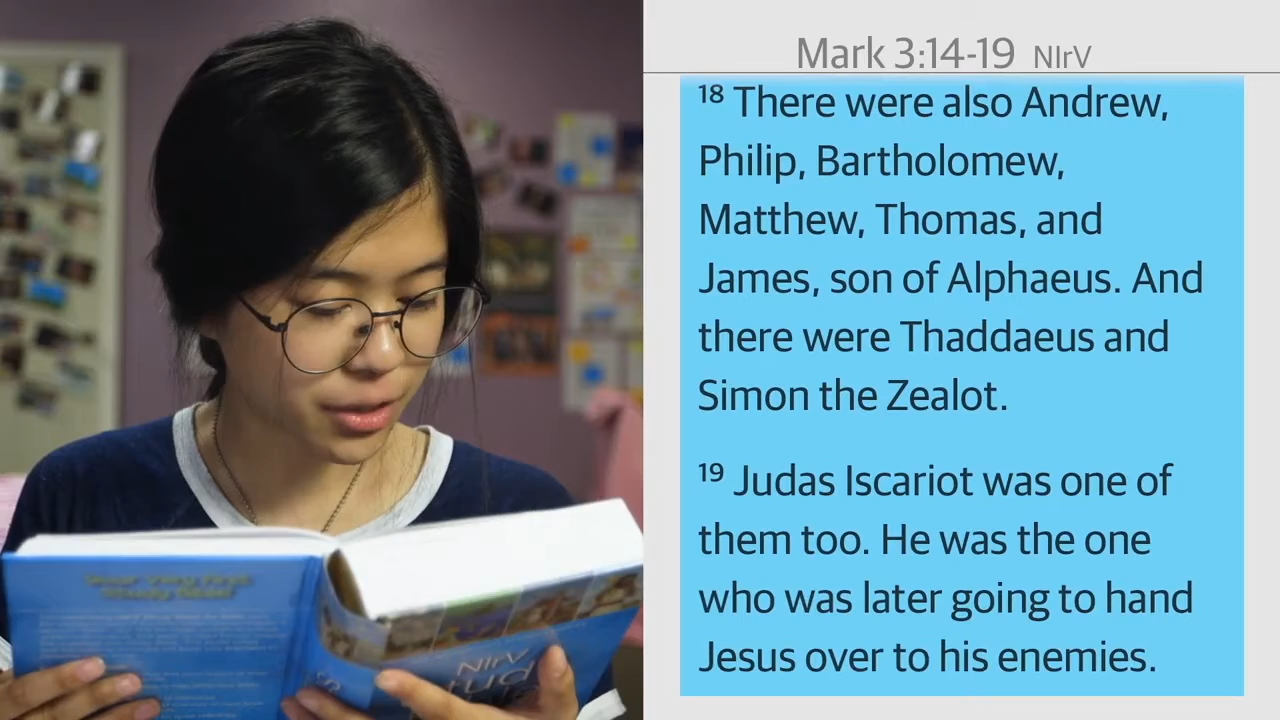 Mark 3:14-19 NIrV
18 There were also Andrew,
Philip, Bartholomew,
Matthew, Thomas, and
James, son of Alphaeus. And
there were Thaddaeus and
Simon the Zealot.
19 Judas Iscariot was one of
them too. He was the one
who was later going to hand
Jesus over to his enemies.
NIrV